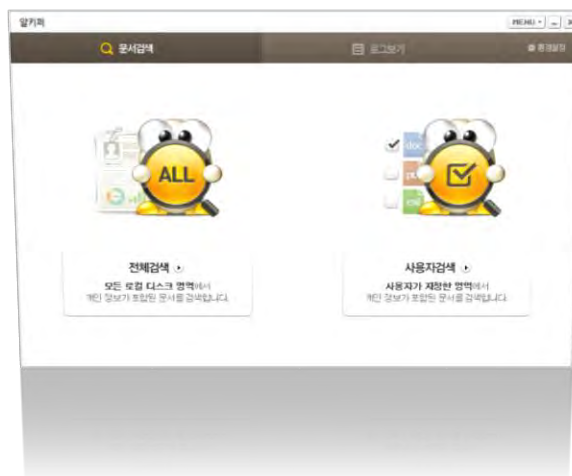 알키퍼
MENU
문서검색
로그보기
환경설정
ALL
doc
전체검색
모든 로컬 디스크 영역에서
개인 정보가 포함된 문서를 검색합니다.
사용자검색
사용자가 지정한 영역에서
개인 정보가 포함된 문서를 검색합니다.